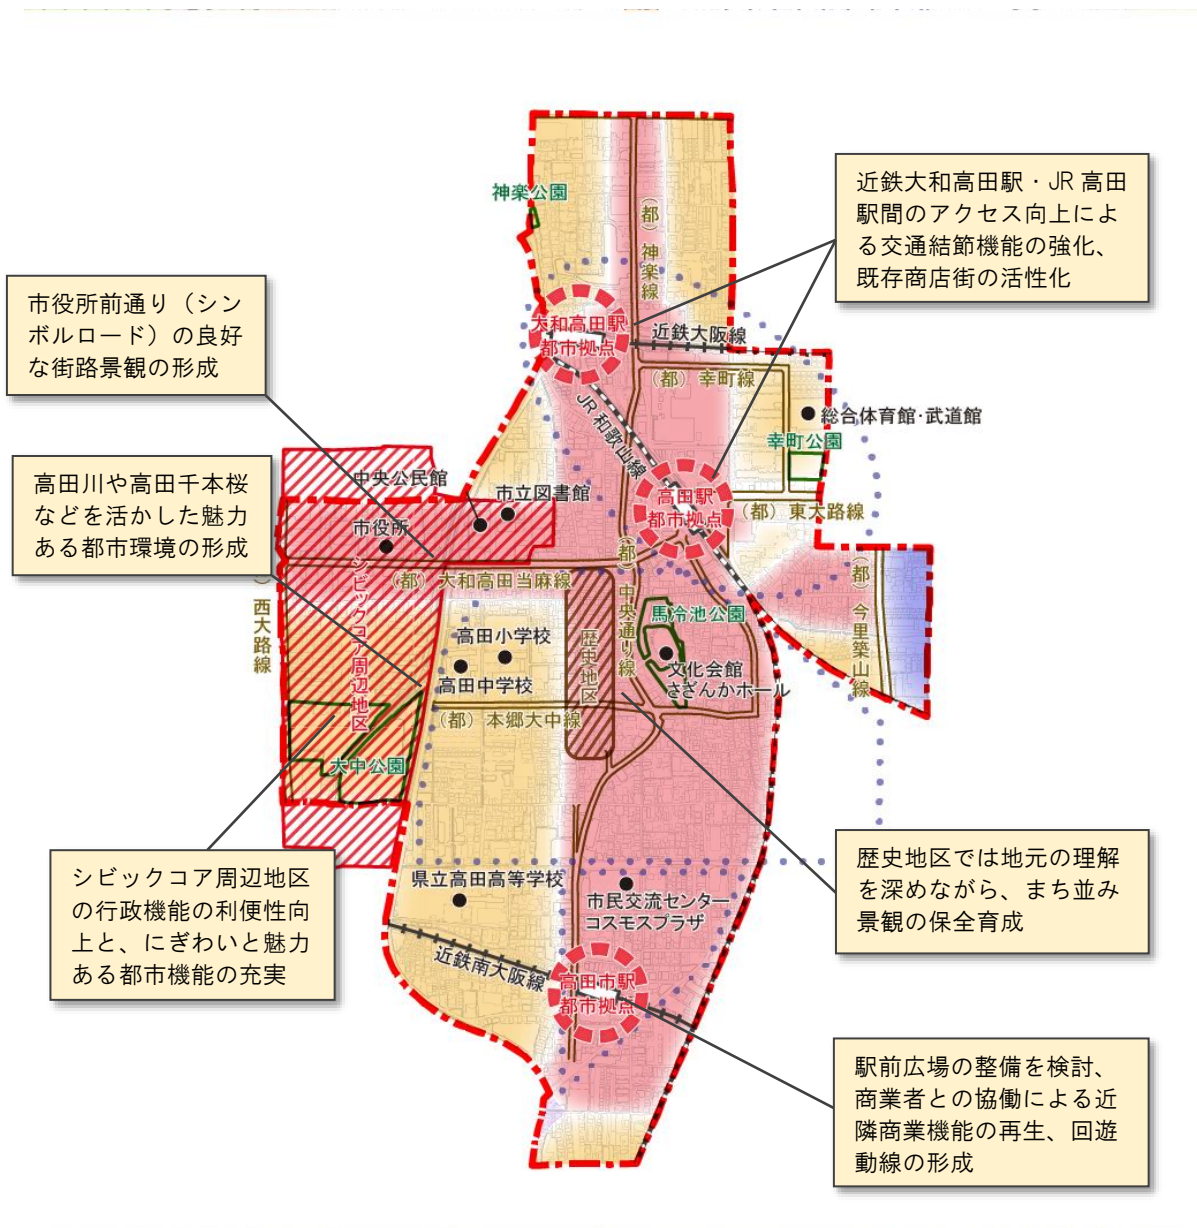 神楽公園
(都) 神楽線
近鉄大和高田駅・JR 高田
駅間のアクセス向上によ
る交通結節機能の強化、
既存商店街の活性化
市役所前通り（シン
ボルロード）の良好
な街路景観の形成
大和高田駅
都市拠点
近鉄大阪線
(都) 幸町線
JR和歌山線
総合体育館・武道館
幸町公園
高田川や高田千本桜
などを活かした魅力
ある都市環境の形成
中央公民館
市立図書館
市役所
高田駅
都市拠点
(都) 東大路線
(都) 大和高田当麻線
(都) 中央通り線
(都) 今里築山線
) 西大路線
シビックコア周辺地区
高田小学校
高田中学校
歴史地区
馬冷池公園
文化会館
さざんかホール
(都) 本郷大中線
大中公園
シビックコア周辺地区
の行政機能の利便性向
上と、にぎわいと魅力
ある都市機能の充実
歴史地区では地元の理解
を深めながら、まち並み
景観の保全育成
県立高田高等学校
市民交流センター
コスモスプラザ
近鉄南大阪線
高田市駅
都市拠点
駅前広場の整備を検討、
商業者との協働による近
隣商業機能の再生、回遊
動線の形成